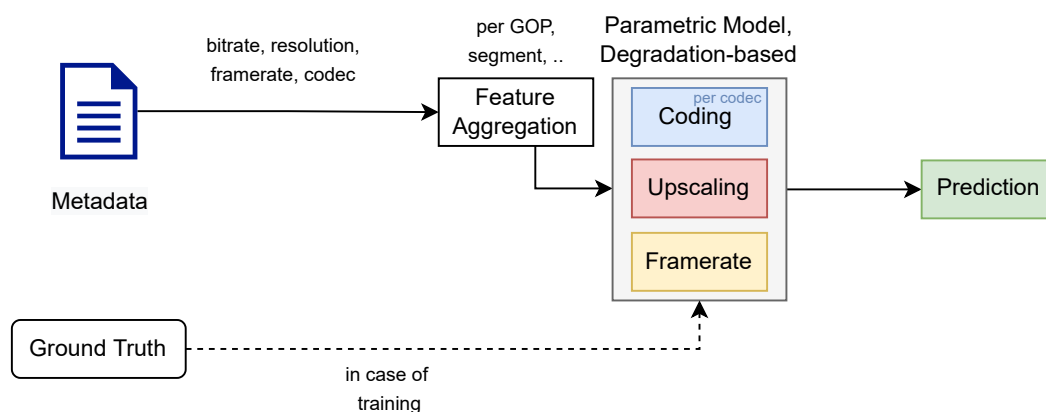 bitrate, resolution,
framerate, codec
per GOP,
segment, ..
Parametric Model,
Degradation-based
Feature
Aggregation
per codec
Coding
Upscaling
Framerate
Prediction
Metadata
Ground Truth
in case of
training